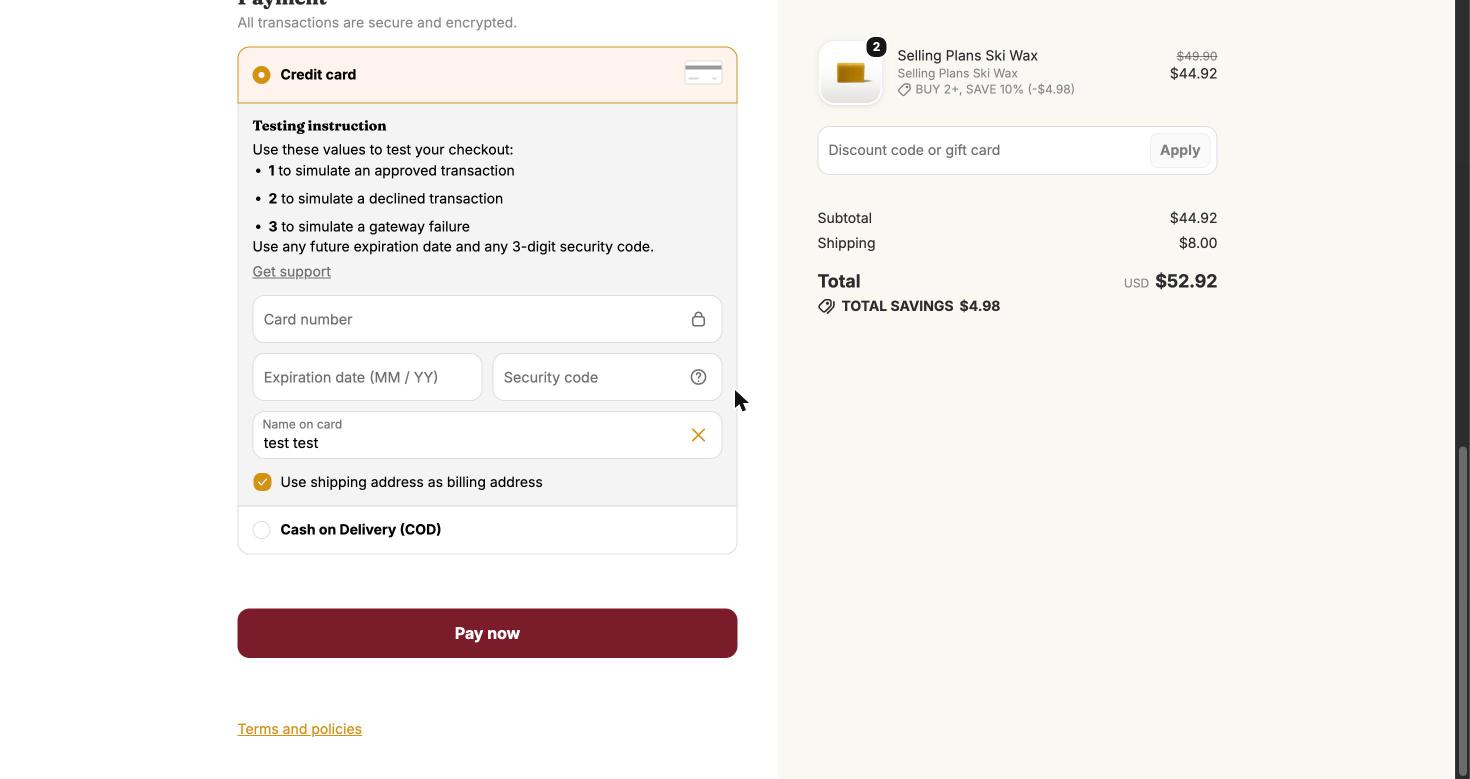 Payment
All transactions are secure and encrypted.
Credit card
Testing instruction
Use these values to test your checkout:
• 1 to simulate an approved transaction
• 2 to simulate a declined transaction
• 3 to simulate a gateway failure
Use any future expiration date and any 3-digit security code.
Get support
Card number
Expiration date (MM / YY)
Security code
Name on card
test test
Use shipping address as billing address
Cash on Delivery (COD)
Pay now
Terms and policies
2
Selling Plans Ski Wax
$49.90
Selling Plans Ski Wax
$44.92
BUY 2+, SAVE 10% (-$4.98)
Discount code or gift card
Apply
Subtotal $44.92
Shipping $8.00
Total USD $52.92
TOTAL SAVINGS $4.98